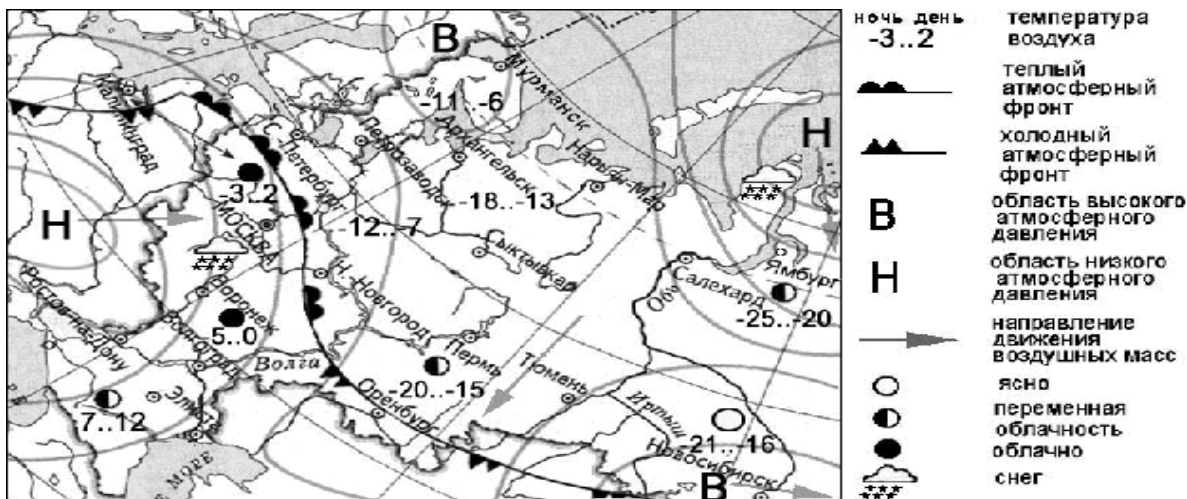 В
Мурманск
Калининград
-11..-6
Н
С. Петербург
Петрозаводск
Архангельск
Нарьян-Мар
-3..2
-18..-13
Н
МОСКВА
-12..-7
Сыктывкар
Салехард
Ямбург
Обь
Воронеж
Н.-Новгород
-25..-20
Ростов-на-Дону
Волгоград
5..0
Волга
Пермь
Тюмень
-20..-15
Элиста
7..12
Оренбург
Иртыш
-21..-16
Новосибирск
Е МОРЕ
В
ночь день
-3..2
температура
воздуха
теплый
атмосферный
фронт
холодный
атмосферный
фронт
В
область высокого
атмосферного
давления
Н
область низкого
атмосферного
давления
направление
движения
воздушных масс
ясно
переменная
облачность
облачно
снег